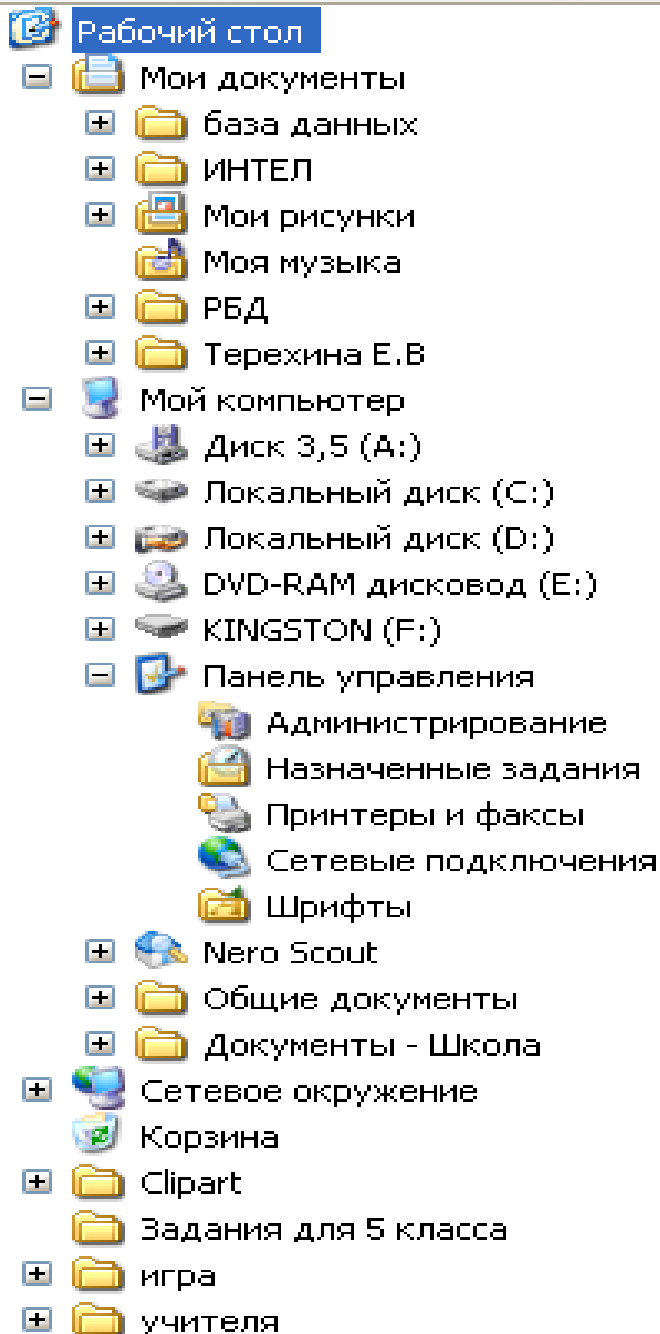 Рабочий стол
Мои документы
база данных
ИНТЕЛ
Мои рисунки
Моя музыка
РБД
Терехина Е.В
Мой компьютер
Диск 3,5 (A:)
Локальный диск (C:)
Локальный диск (D:)
DVD-RAM дисковод (E:)
KINGSTON (F:)
Панель управления
Администрирование
Назначенные задания
Принтеры и факсы
Сетевые подключения
Шрифты
Nero Scout
Общие документы
Документы - Школа
Сетевое окружение
Корзина
Clipart
Задания для 5 класса
игра
учителя